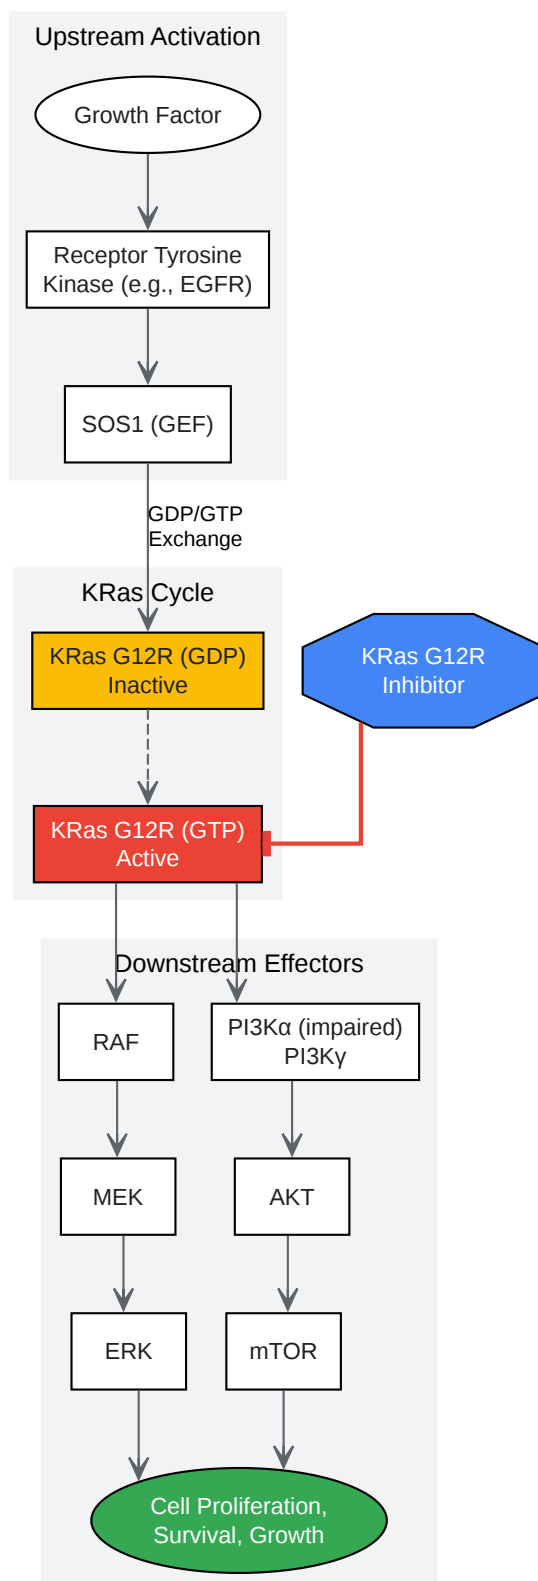 Upstream Activation
Growth Factor
Receptor Tyrosine
Kinase (e.g., EGFR)
SOS1 (GEF)
GDP/GTP
Exchange
KRas Cycle
KRas G12R (GDP)
Inactive
KRas G12R
Inhibitor
KRas G12R (GTP)
Active
Downstream Effectors
RAF
PI3Kα (impaired)
PI3Kγ
MEK
AKT
ERK
mTOR
Cell Proliferation,
Survival, Growth